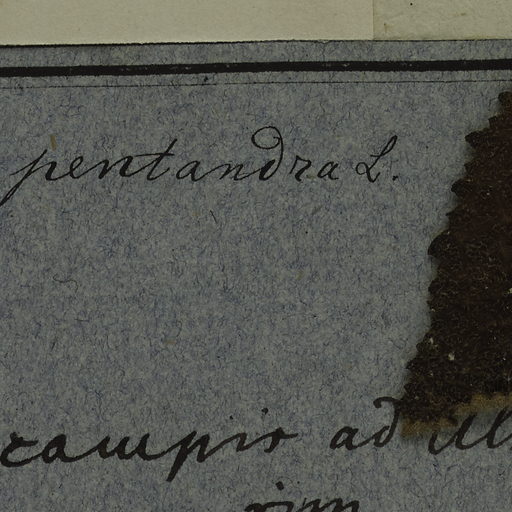 pentandra L.
campis ad